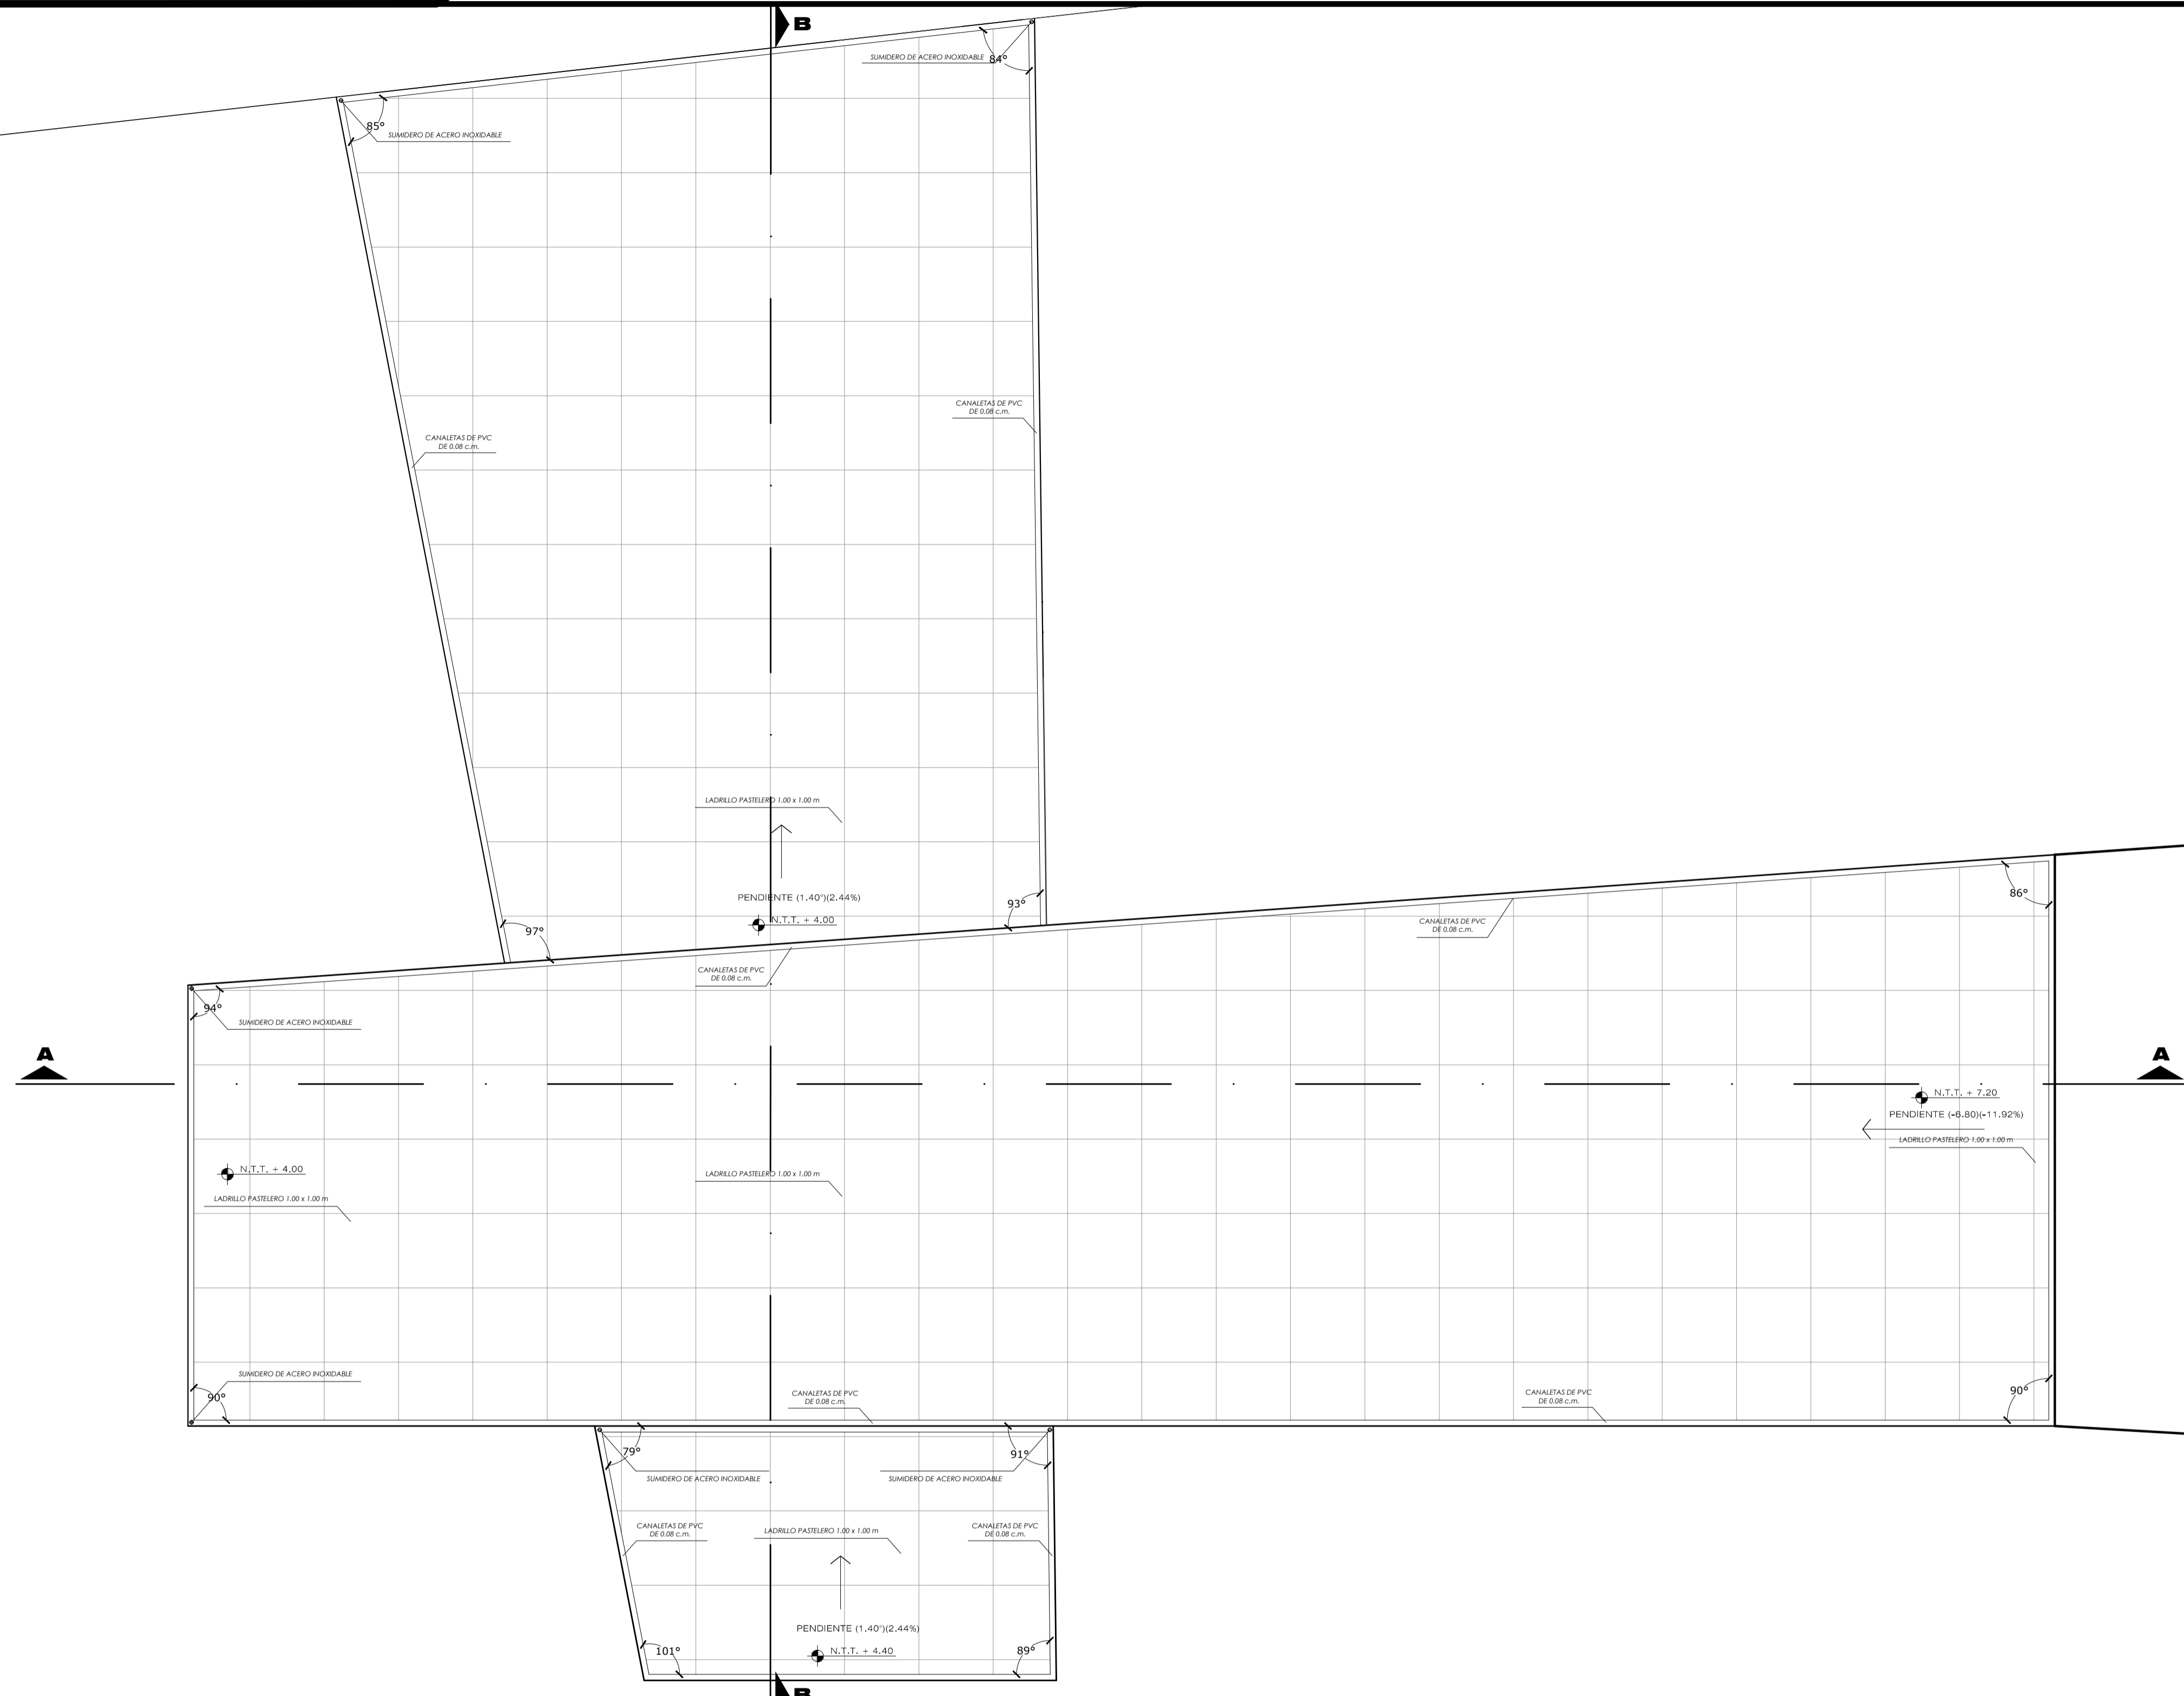 B
SUMIDERO DE ACERO INOXIDABLE
84°
85°
SUMIDERO DE ACERO INOXIDABLE
CANALETAS DE PVC
DE 0.08 c.m.
CANALETAS DE PVC
DE 0.08 c.m.
LADRILLO PASTELERO 1.00 x 1.00 m
PENDIENTE (1.40°)(2.44%)
N.T.T. + 4.00
93°
97°
86°
CANALETAS DE PVC
DE 0.08 c.m.
CANALETAS DE PVC
DE 0.08 c.m.
94°
SUMIDERO DE ACERO INOXIDABLE
A
A
N.T.T. + 7.20
PENDIENTE (-6.80)(-11.92%)
LADRILLO PASTELERO 1.00 x 1.00 m
N.T.T. + 4.00
LADRILLO PASTELERO 1.00 x 1.00 m
LADRILLO PASTELERO 1.00 x 1.00 m
SUMIDERO DE ACERO INOXIDABLE
90°
CANALETAS DE PVC
DE 0.08 c.m.
CANALETAS DE PVC
DE 0.08 c.m.
90°
79°
91°
SUMIDERO DE ACERO INOXIDABLE
SUMIDERO DE ACERO INOXIDABLE
CANALETAS DE PVC
DE 0.08 c.m.
LADRILLO PASTELERO 1.00 x 1.00 m
CANALETAS DE PVC
DE 0.08 c.m.
PENDIENTE (1.40°)(2.44%)
N.T.T. + 4.40
101°
89°
B